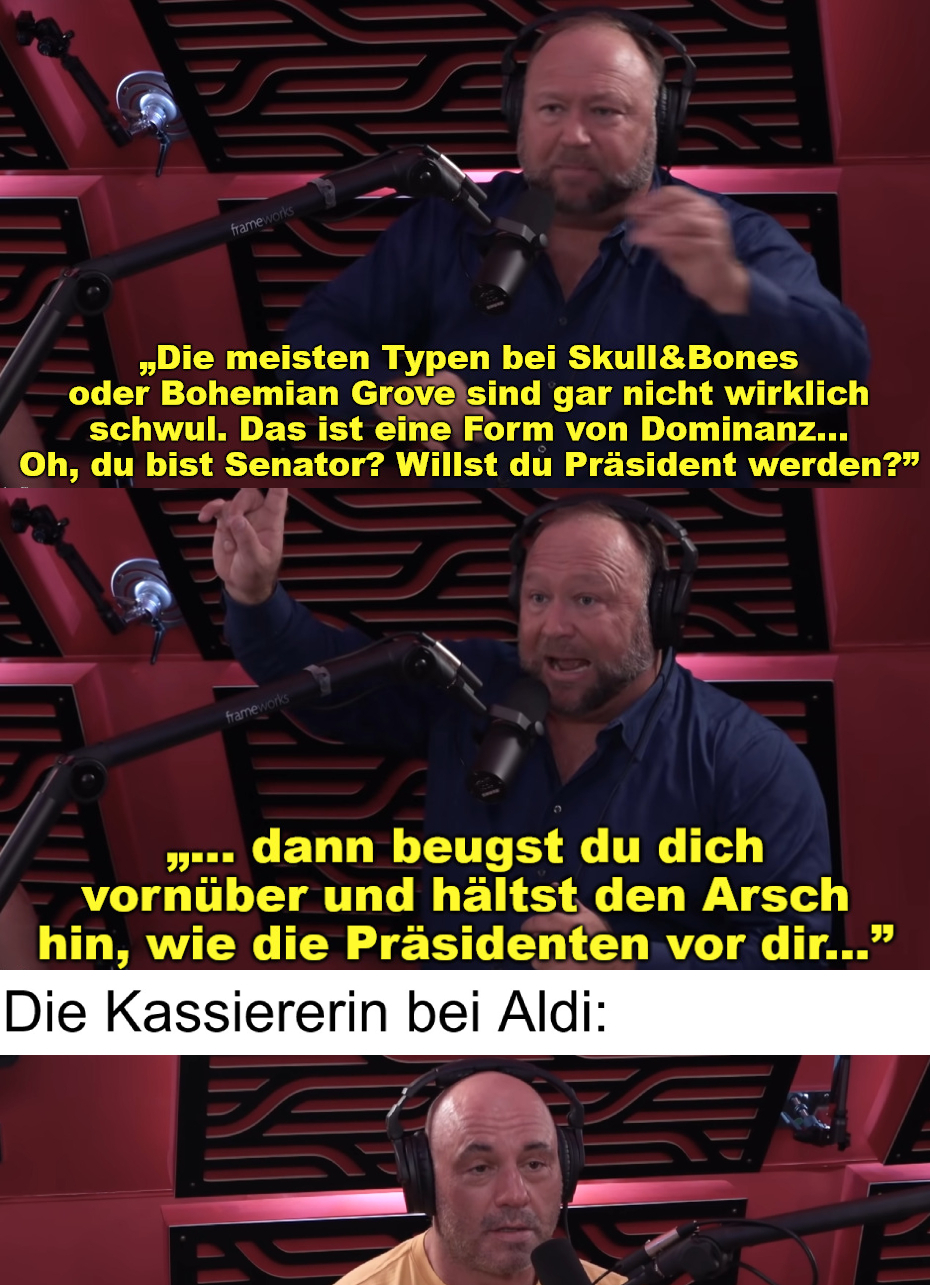 frameworks
„Die meisten Typen bei Skull&Bones
oder Bohemian Grove sind gar nicht wirklich
schwul. Das ist eine Form von Dominanz...
Oh, du bist Senator? Willst du Präsident werden?”
frameworks
„... dann beugst du dich
vornüber und hältst den Arsch
hin, wie die Präsidenten vor dir...”
Die Kassiererin bei Aldi: